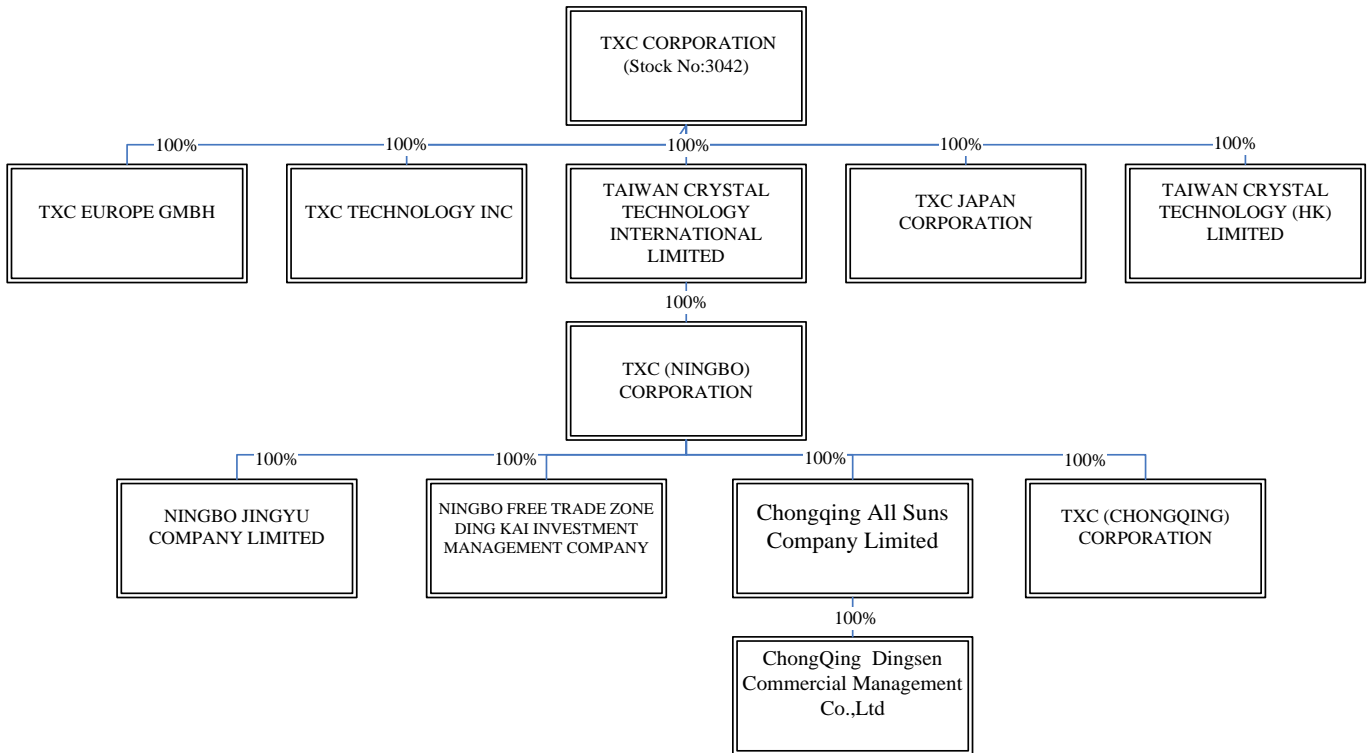 TXC CORPORATION
(Stock No:3042)
100%
100%
100%
100%
100%
TXC EUROPE GMBH
TXC TECHNOLOGY INC
TAIWAN CRYSTAL
TECHNOLOGY
INTERNATIONAL
LIMITED
TXC JAPAN
CORPORATION
TAIWAN CRYSTAL
TECHNOLOGY (HK)
LIMITED
100%
TXC (NINGBO)
CORPORATION
100%
100%
100%
100%
NINGBO JINGYU
COMPANY LIMITED
NINGBO FREE TRADE ZONE
DING KAI INVESTMENT
MANAGEMENT COMPANY
Chongqing All Suns
Company Limited
TXC (CHONGQING)
CORPORATION
100%
ChongQing  Dingsen
Commercial Management
Co.,Ltd